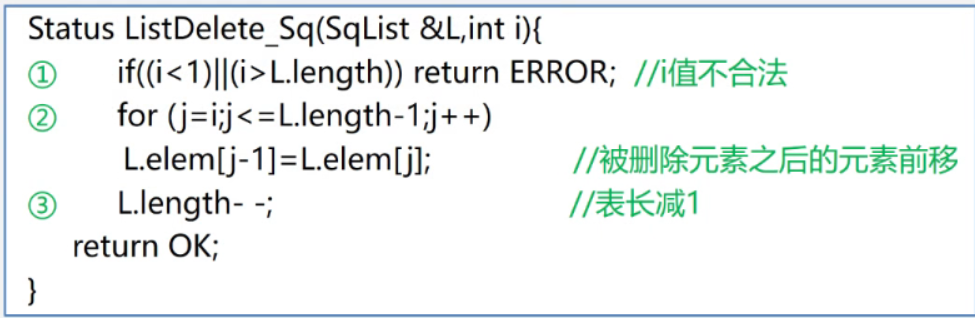 Status ListDelete_Sq(SqList &L,int i){
① if((i<1)||(i>L.length)) return ERROR; //i值不合法
② for (j=i;j<=L.length-1;j++)
L.elem[j-1]=L.elem[j]; //被删除元素之后的元素前移
③ L.length- -; //表长减1
return OK;
}